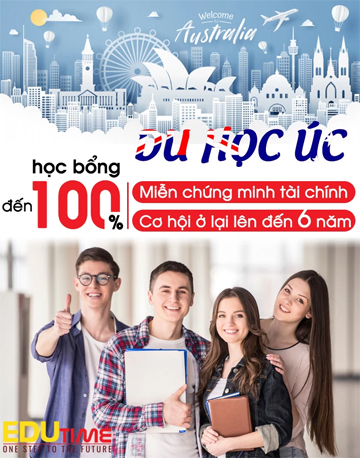 Welcome
to
Australia
DU HỌC ÚC
học bổng
đến 100%
Miễn chứng minh tài chính
Cơ hội ở lại lên đến 6 năm
EDUTIME
ONE STEP TO THE FUTURE